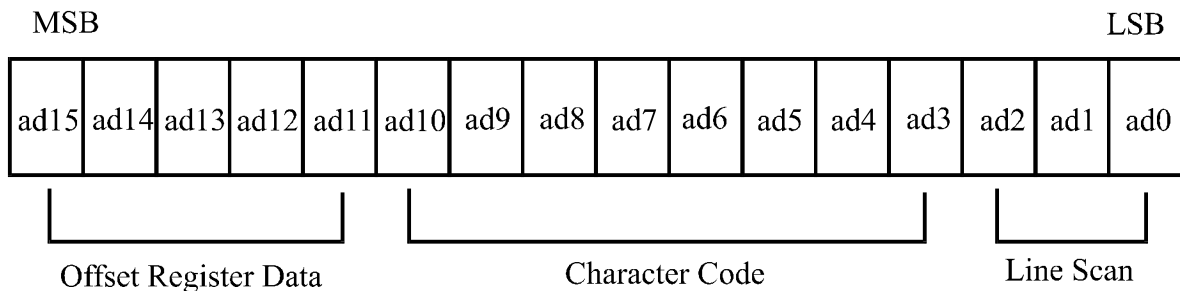 MSB LSB
ad15 ad14 ad13 ad12 ad11 ad10 ad9 ad8 ad7 ad6 ad5 ad4 ad3 ad2 ad1 ad0
Offset Register Data Character Code Line Scan